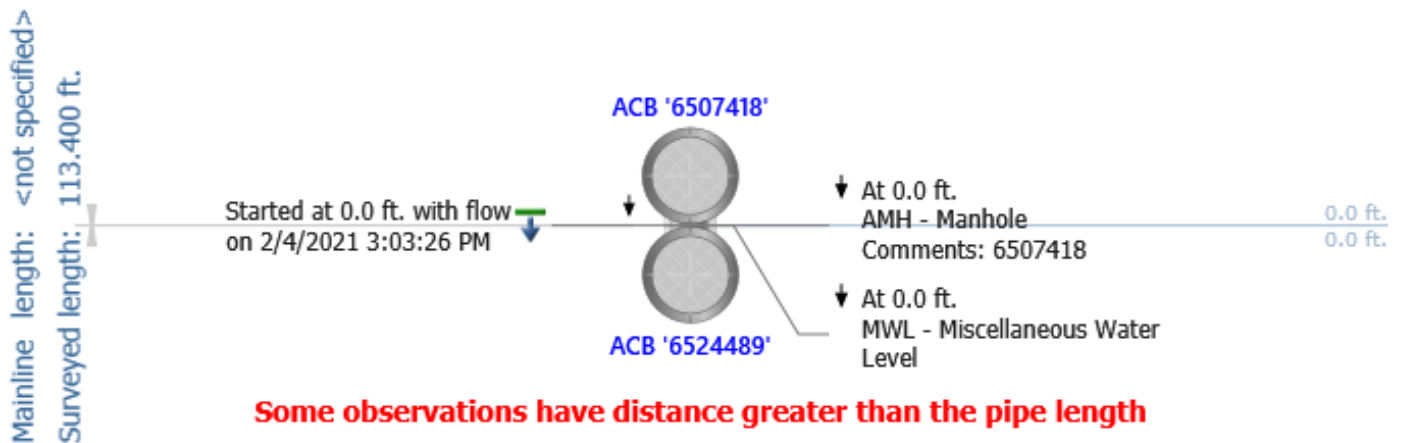 Mainline length: <not specified>
Surveyed length: 113.400 ft.
ACB '6507418'
Started at 0.0 ft. with flow
on 2/4/2021 3:03:26 PM
At 0.0 ft.
AMH - Manhole
Comments: 6507418
0.0 ft.
0.0 ft.
At 0.0 ft.
MWL - Miscellaneous Water
Level
ACB '6524489'
Some observations have distance greater than the pipe length